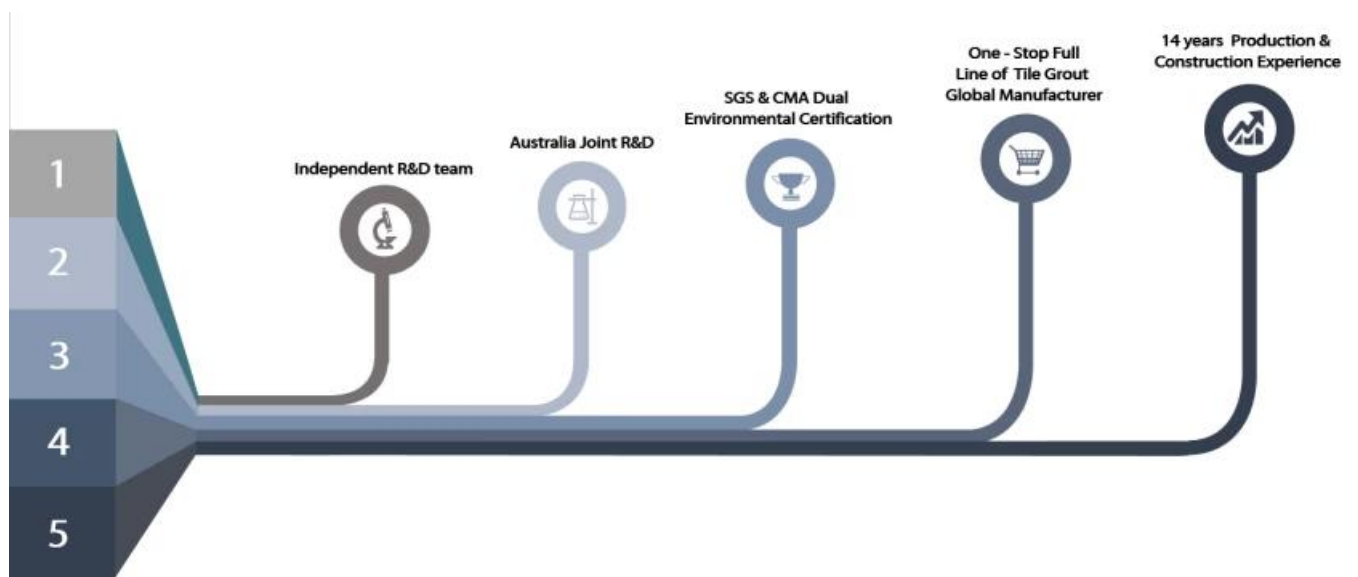 1
2
3
4
5
Independent R&D team
Australia Joint R&D
SGS & CMA Dual
Environmental Certification
One - Stop Full
Line of Tile Grout
Global Manufacturer
14 years Production &
Construction Experience